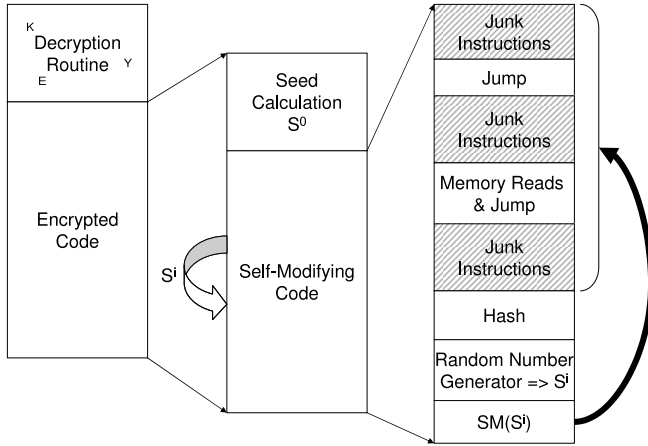 K
Decryption
Routine
Y
E
Encrypted
Code
Seed
Calculation
S⁰
Sⁱ
Self-Modifying
Code
Junk
Instructions
Jump
Junk
Instructions
Memory Reads
& Jump
Junk
Instructions
Hash
Random Number
Generator => Sⁱ
SM(Sⁱ)